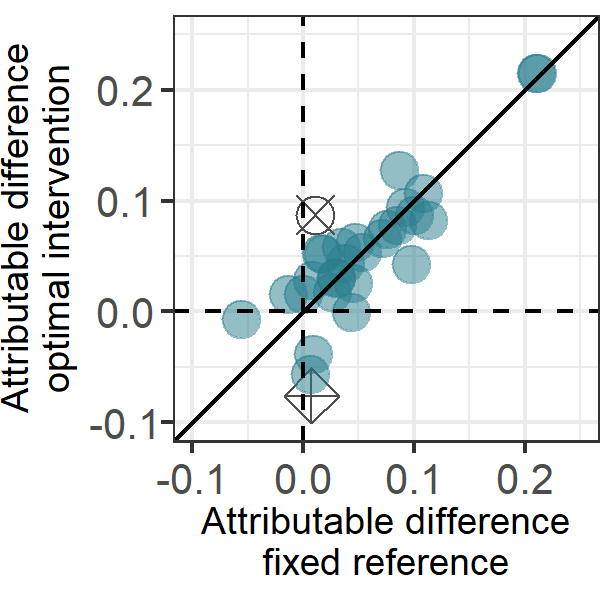 Attributable difference
optimal intervention
0.2
0.1
0.0
-0.1
-0.1 0.0 0.1 0.2
Attributable difference
fixed reference